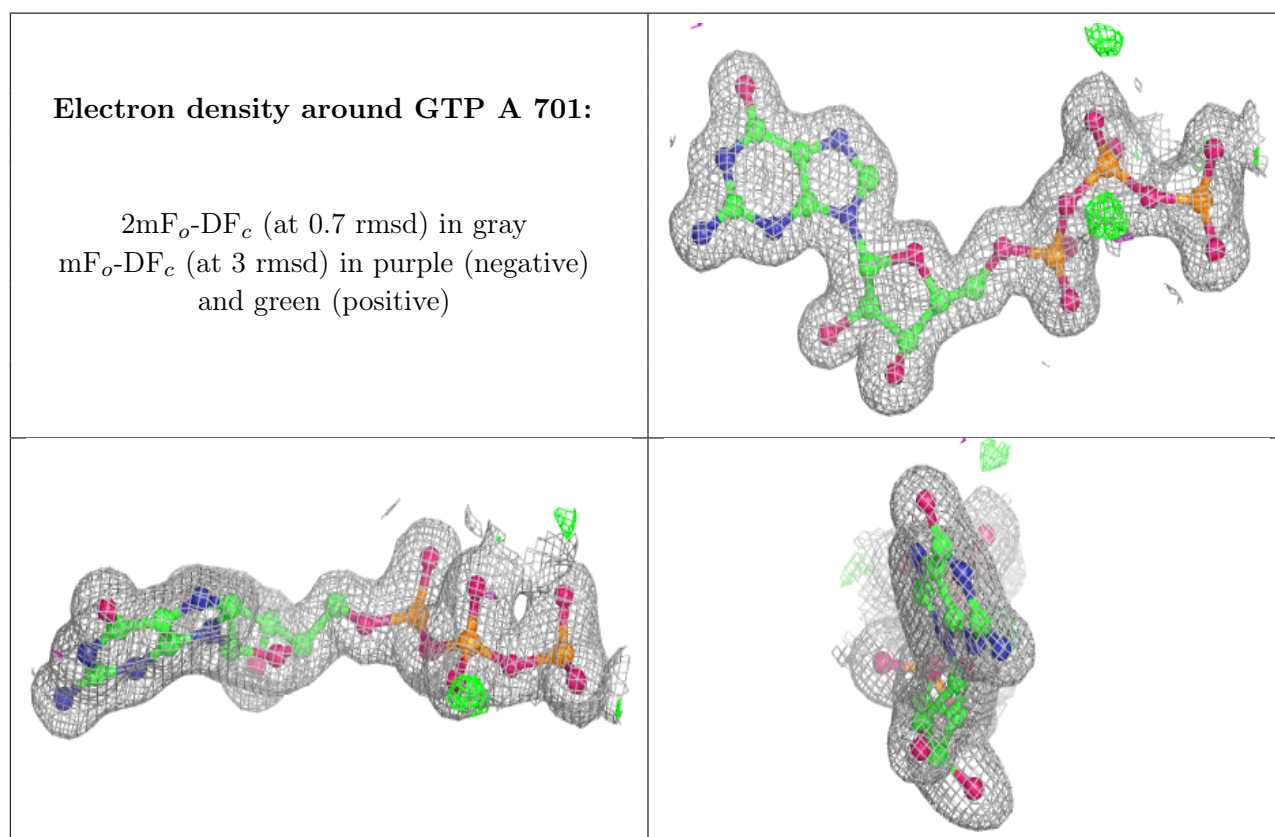 Electron density around GTP A 701:
2mFₒ-DF𝑐 (at 0.7 rmsd) in gray
mFₒ-DF𝑐 (at 3 rmsd) in purple (negative)
and green (positive)